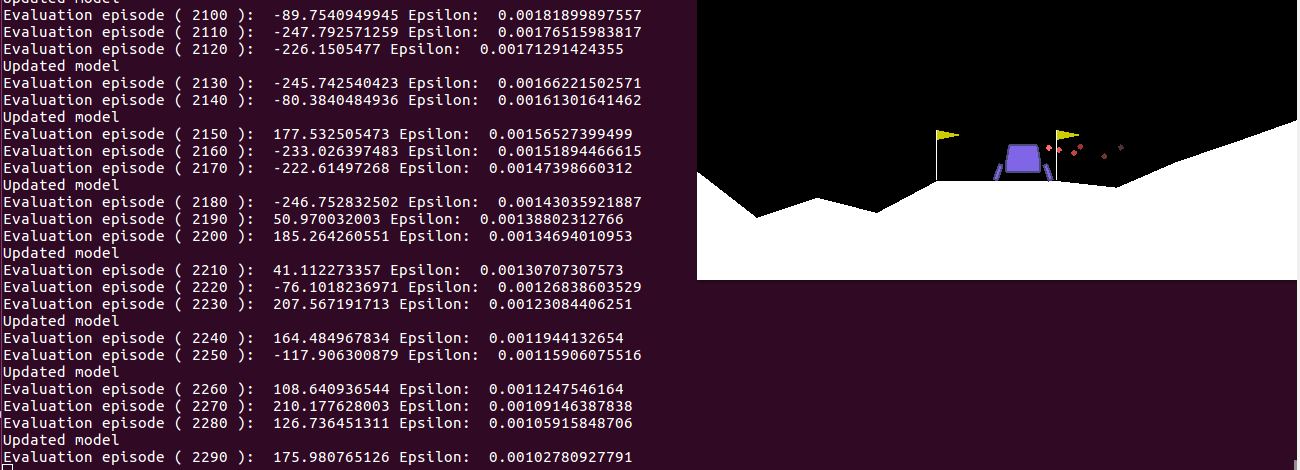 Updated model
Evaluation episode ( 2100 ):  -89.7540949945 Epsilon:  0.00181899897557
Evaluation episode ( 2110 ):  -247.792571259 Epsilon:  0.00176515983817
Evaluation episode ( 2120 ):  -226.1505477 Epsilon:  0.00171291424355
Updated model
Evaluation episode ( 2130 ):  -245.742540423 Epsilon:  0.00166221502571
Evaluation episode ( 2140 ):  -80.3840484936 Epsilon:  0.00161301641462
Updated model
Evaluation episode ( 2150 ):  177.532505473 Epsilon:  0.00156527399499
Evaluation episode ( 2160 ):  -233.026397483 Epsilon:  0.00151894466615
Evaluation episode ( 2170 ):  -222.61497268 Epsilon:  0.00147398660312
Updated model
Evaluation episode ( 2180 ):  -246.752832502 Epsilon:  0.00143035921887
Evaluation episode ( 2190 ):  50.970032003 Epsilon:  0.00138802312766
Evaluation episode ( 2200 ):  185.264260551 Epsilon:  0.00134694010953
Updated model
Evaluation episode ( 2210 ):  41.112273357 Epsilon:  0.00130707307573
Evaluation episode ( 2220 ):  -76.1018236971 Epsilon:  0.00126838603529
Evaluation episode ( 2230 ):  207.567191713 Epsilon:  0.00123084406251
Updated model
Evaluation episode ( 2240 ):  164.484967834 Epsilon:  0.0011944132654
Evaluation episode ( 2250 ):  -117.906300879 Epsilon:  0.00115906075516
Updated model
Evaluation episode ( 2260 ):  108.640936544 Epsilon:  0.0011247546164
Evaluation episode ( 2270 ):  210.177628003 Epsilon:  0.00109146387838
Evaluation episode ( 2280 ):  126.736451311 Epsilon:  0.00105915848706
Updated model
Evaluation episode ( 2290 ):  175.980765126 Epsilon:  0.00102780927791